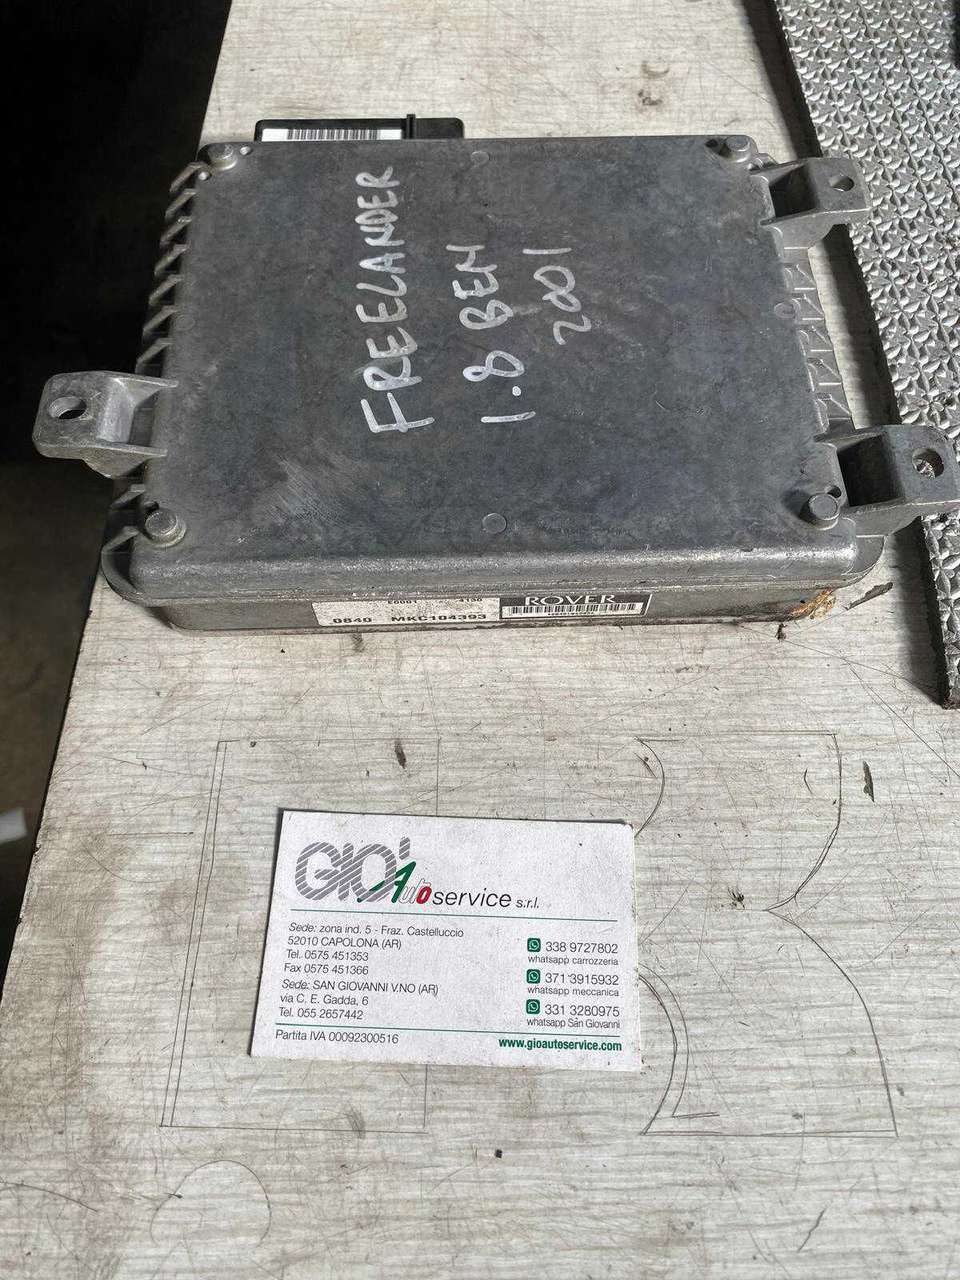 FREELANDER
1.8 BEN
2001
ROVER
0840 MKC104393
GIO' Auto service s.r.l.
Sede: zona ind. 5 - Fraz. Castelluccio
52010 CAPOLONA (AR)
Tel. 0575 451353
Fax 0575 451366
Sede: SAN GIOVANNI V.NO (AR)
via C. E. Gadda, 6
Tel. 055 2657442
Partita IVA 00092300516
338 9727802
whatsapp carrozzeria
371 3915932
whatsapp meccanica
331 3280975
whatsapp San Giovanni
www.gioautoservice.com